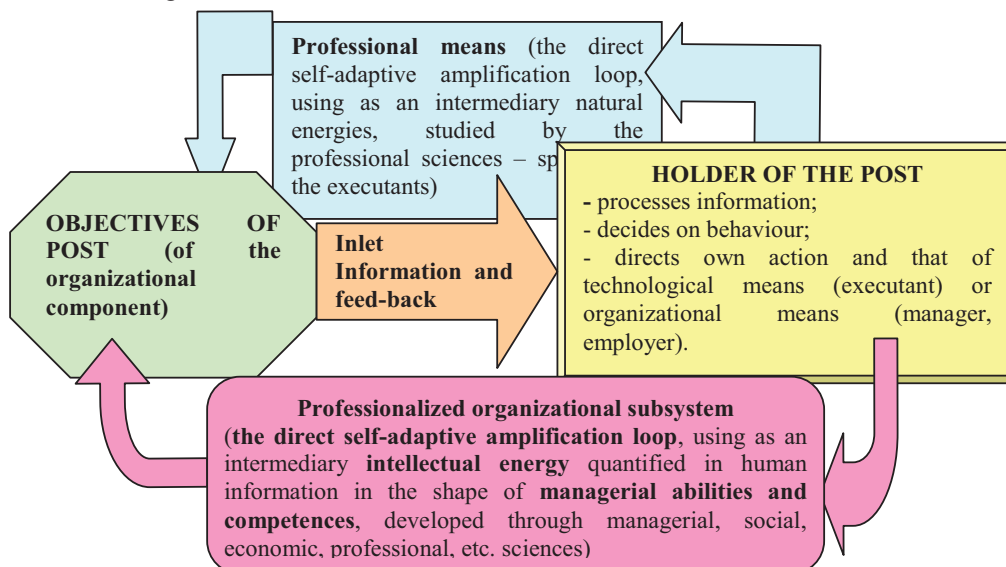 Professional means (the direct
self-adaptive amplification loop,
using as an intermediary natural
energies, studied by the
professional sciences –
the executants)
HOLDER OF THE POST
- processes information;
- decides on behaviour;
- directs own action and that of
technological means (executant) or
organizational means (manager,
employer).
OBJECTIVES OF
POST (of the
organizational
component)
Inlet
Information and
feed-back
Professionalized organizational subsystem
(the direct self-adaptive amplification loop, using as an
intermediary intellectual energy quantified in human
information in the shape of managerial abilities and
competences, developed through managerial, social,
economic, professional, etc. sciences)